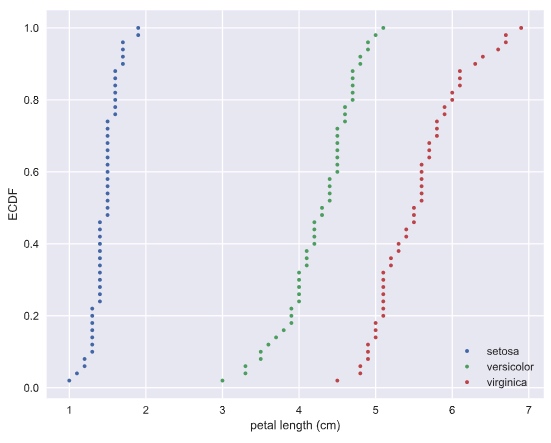 1.0
0.8
0.6
0.4
0.2
0.0
ECDF
1 2 3 4 5 6 7
petal length (cm)
setosa
versicolor
virginica